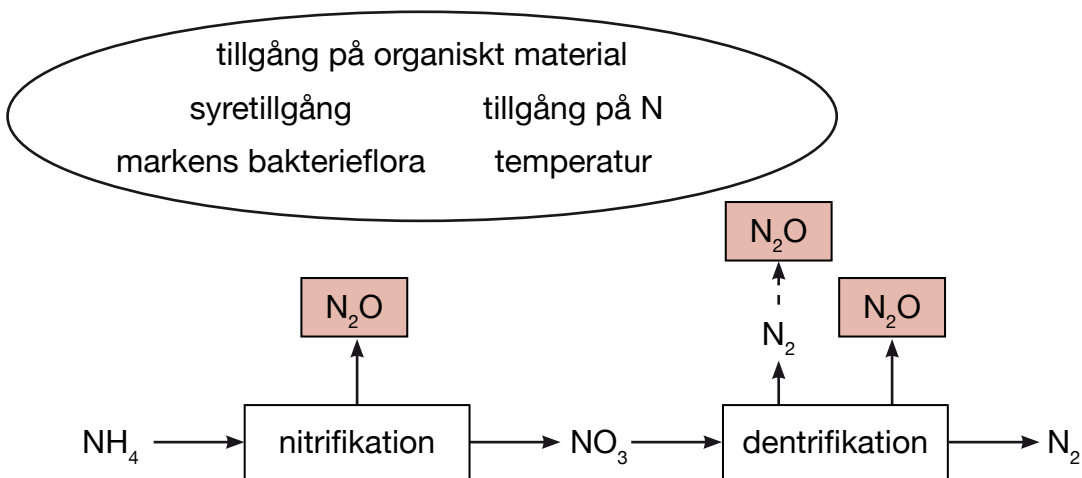 tillgång på organiskt material
syretillgång tillgång på N
markens bakterieflora temperatur
N₂O
N₂O N₂O
N₂
NH₄ nitrifikation NO₃ dentrifikation N₂